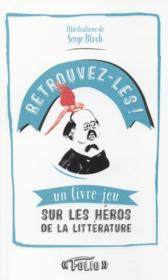 Illustrations de
Serge Bloch
RETROUVEZ-LES !
un livre-jeu
SUR LES HÉROS
DE LA LITTÉRATURE
FOLIO